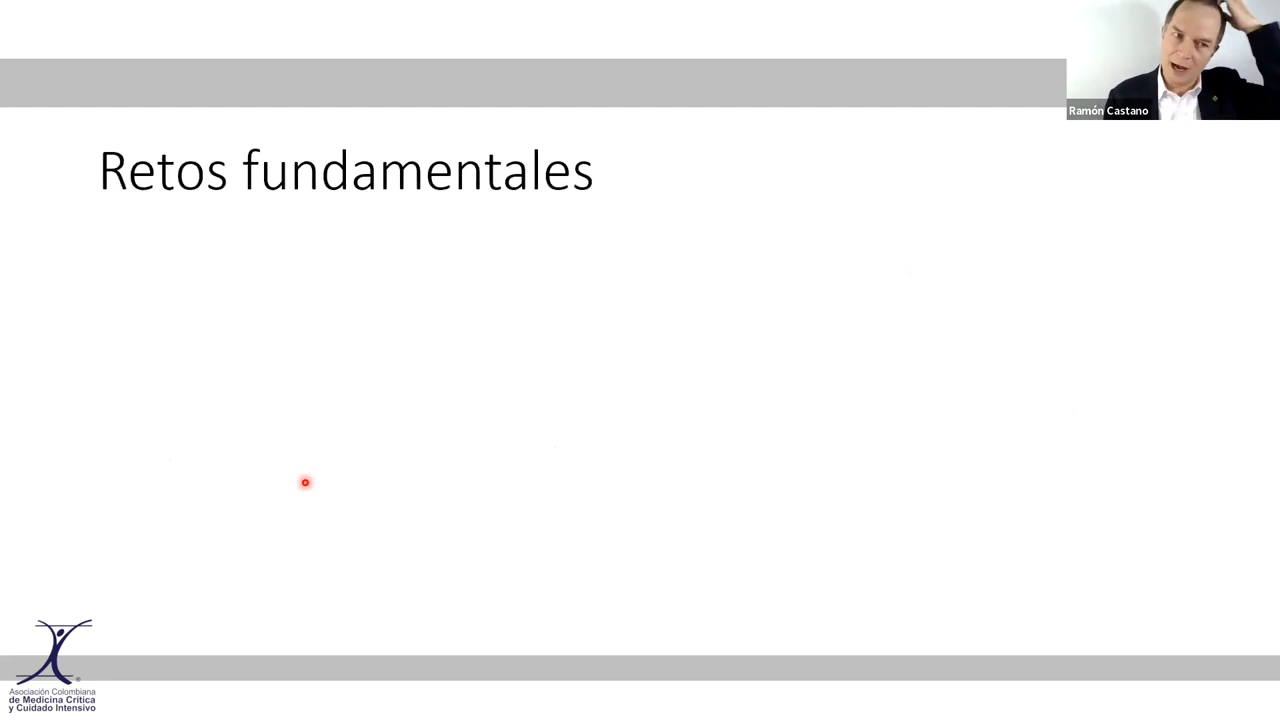 Ramón Castano
Retos fundamentales
Asociación Colombiana
de Medicina Crítica
y Cuidado Intensivo